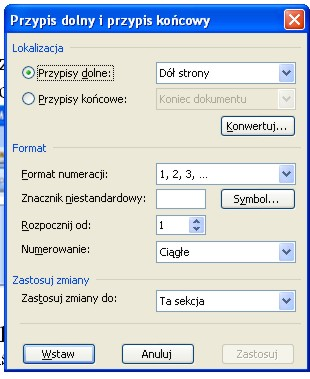 Przypis dolny i przypis końcowy
Lokalizacja
Przypisy dolne: Dół strony
Przypisy końcowe: Koniec dokumentu
Konwertuj...
Format
Format numeracji: 1, 2, 3, ...
Znacznik niestandardowy: Symbol...
Rozpocznij od: 1
Numerowanie: Ciągłe
Zastosuj zmiany
Zastosuj zmiany do: Ta sekcja
Wstaw Anuluj Zastosuj